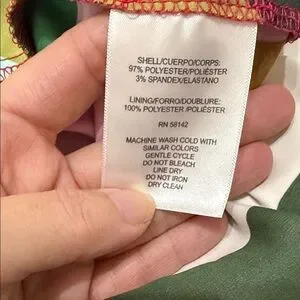 SHELL/CUERPO/CORPS:
97% POLYESTER/POLIÉSTER
3% SPANDEX/ELASTANO
LINING/FORRO/DOUBLURE:
100% POLYESTER/POLIÉSTER
RN 56142
MACHINE WASH COLD WITH
SIMILAR COLORS
GENTLE CYCLE
DO NOT BLEACH
LINE DRY
DO NOT IRON
DRY CLEAN